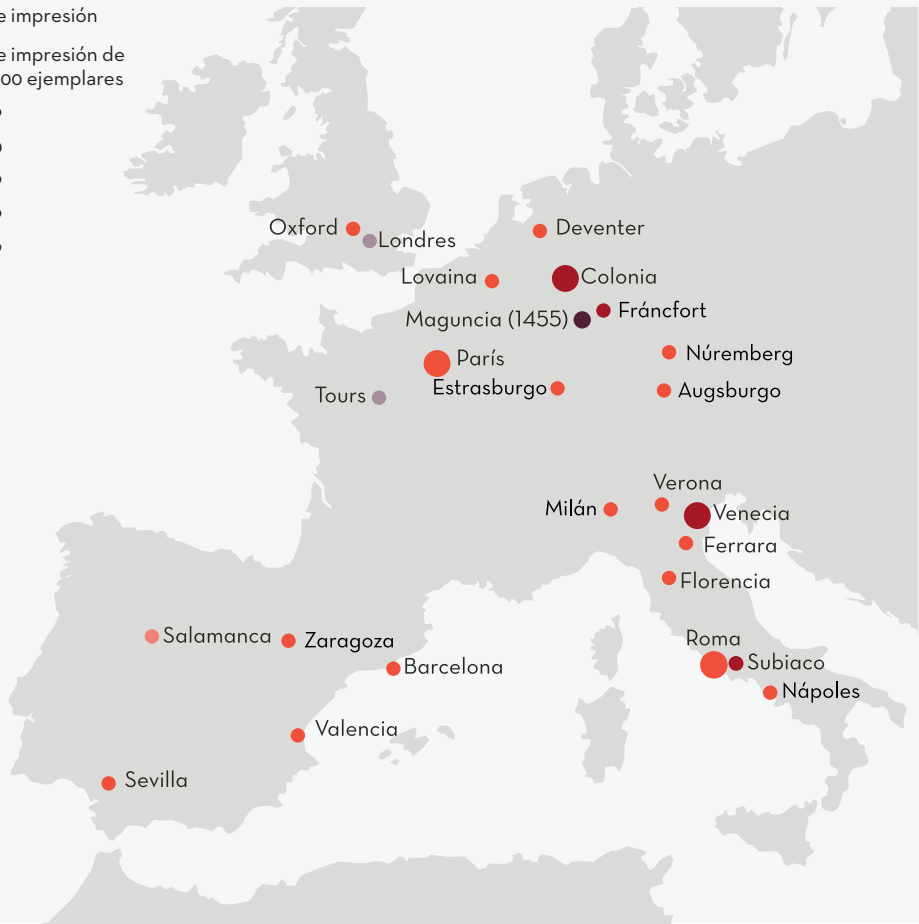 e impresión
e impresión de
00 ejemplares
Oxford
Londres
Deventer
Lovaina
Colonia
Maguncia (1455)
Fráncfort
París
Núremberg
Estrasburgo
Augsburgo
Tours
Verona
Milán
Venecia
Ferrara
Florencia
Salamanca
Zaragoza
Roma
Barcelona
Subiaco
Nápoles
Valencia
Sevilla